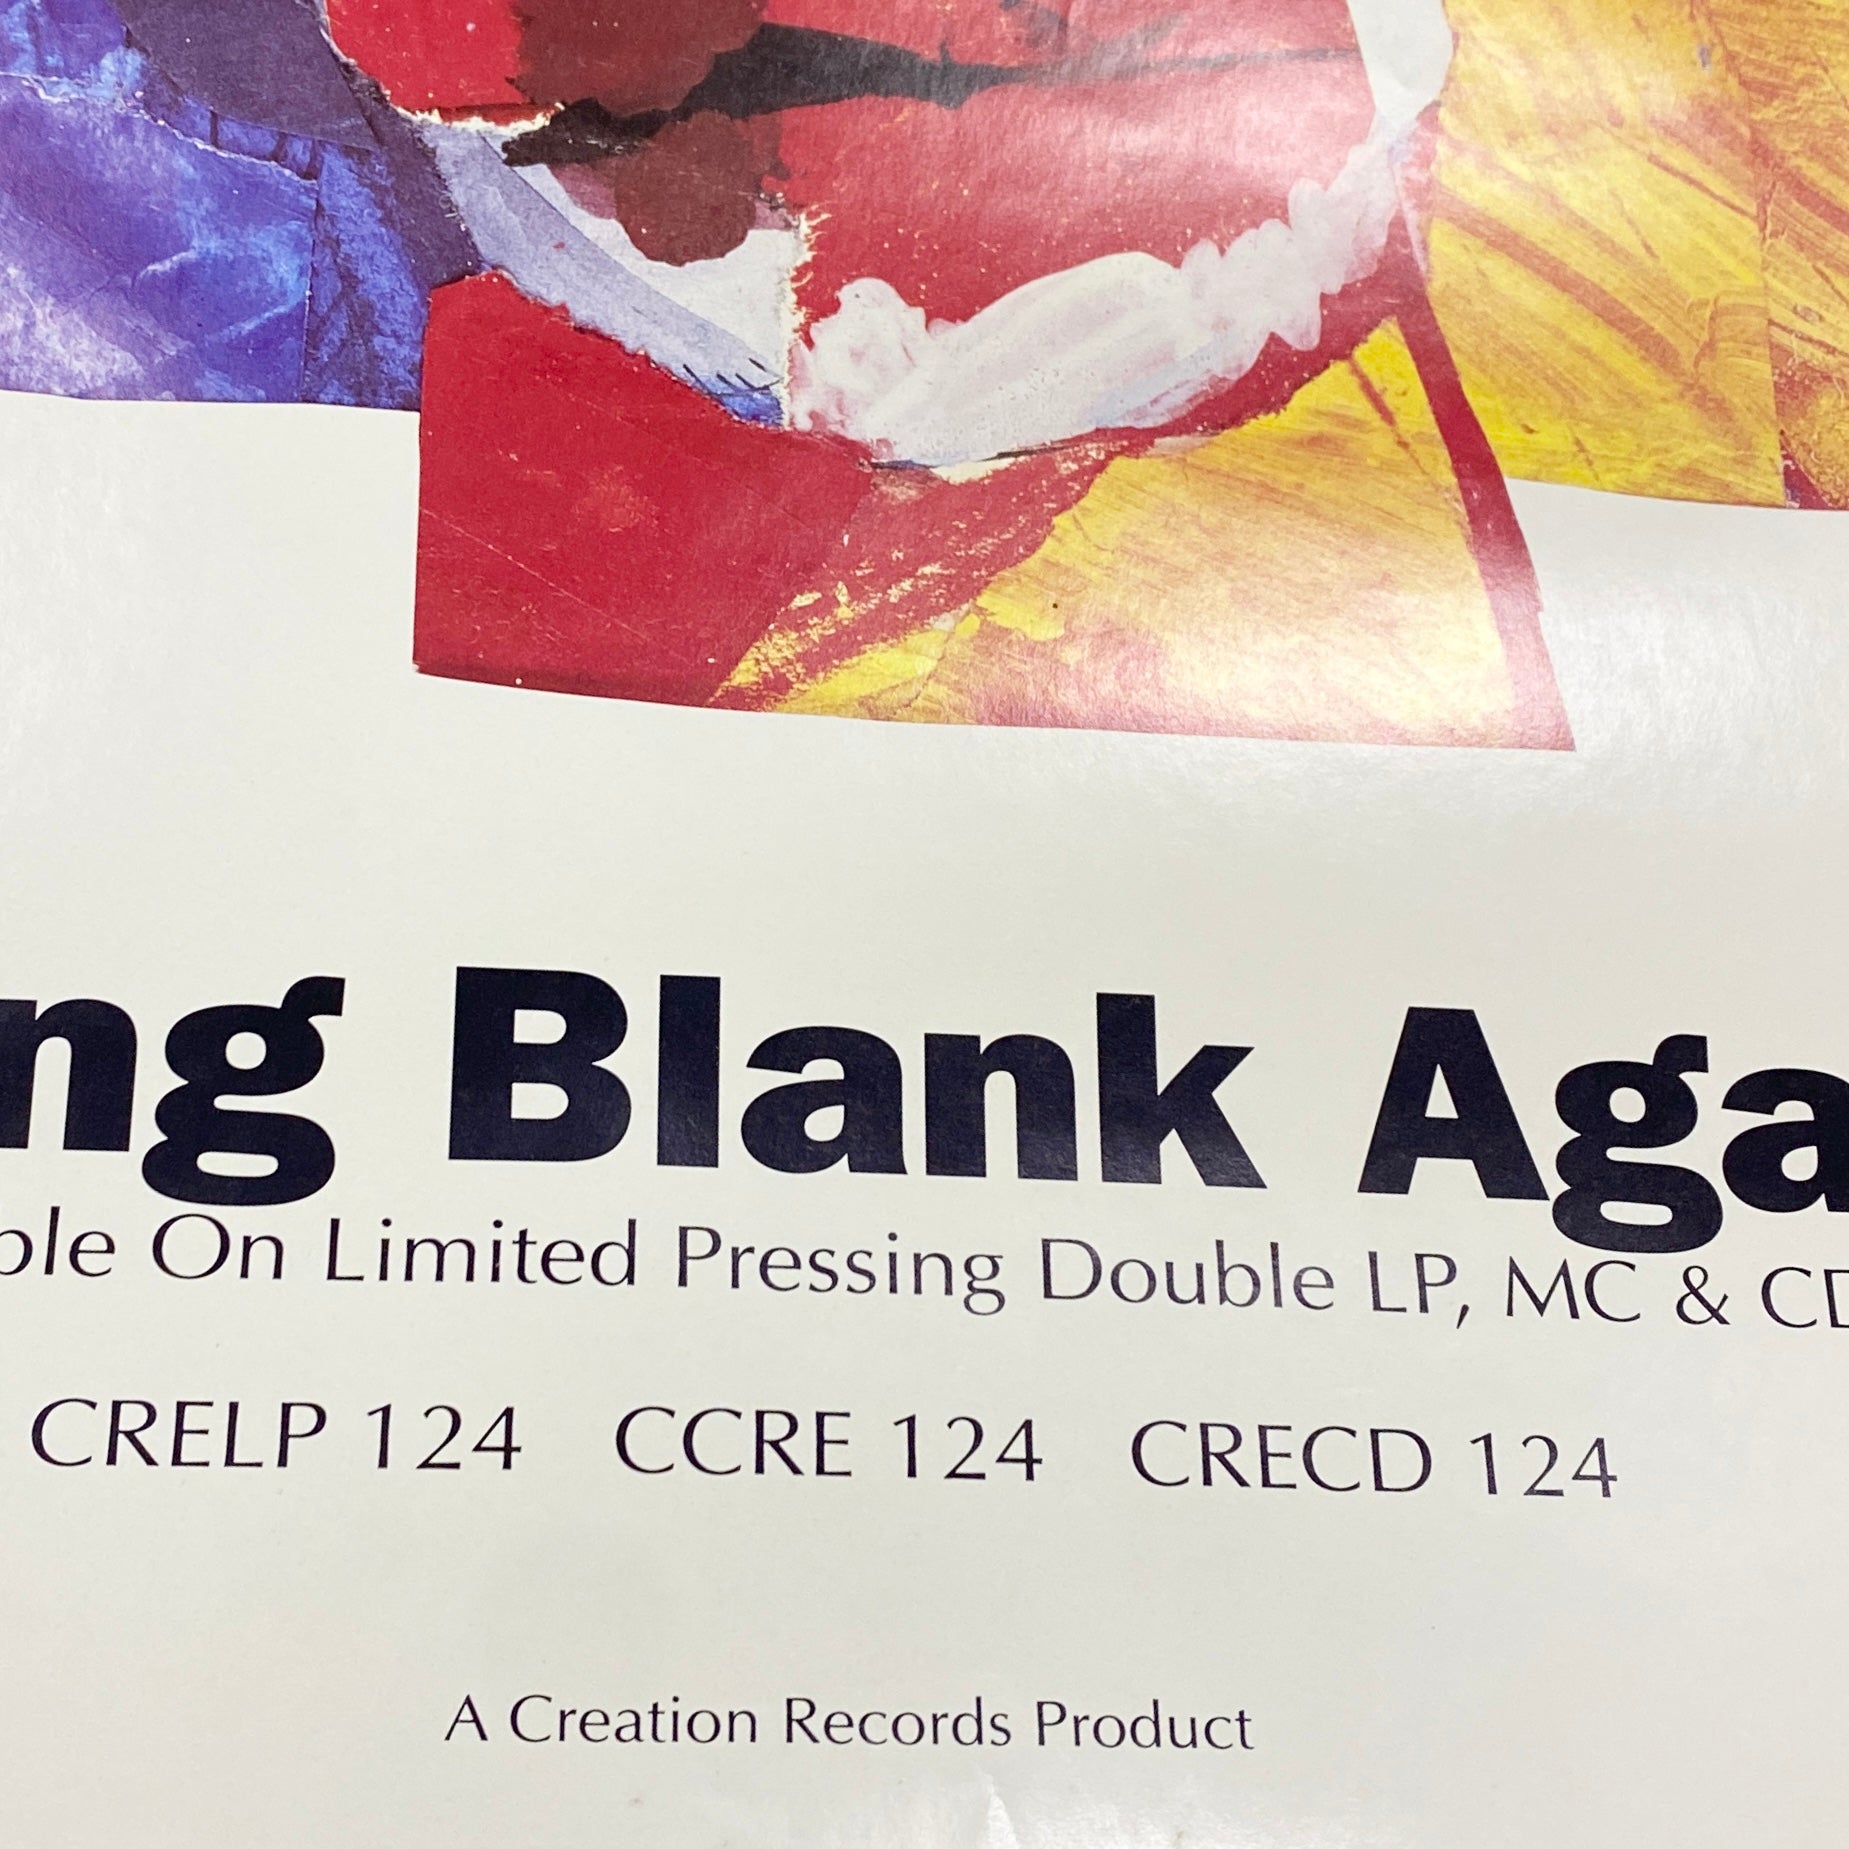 ng Blank Aga
ble On Limited Pressing Double LP, MC & CD
CRELP 124 CCRE 124 CRECD 124
A Creation Records Product